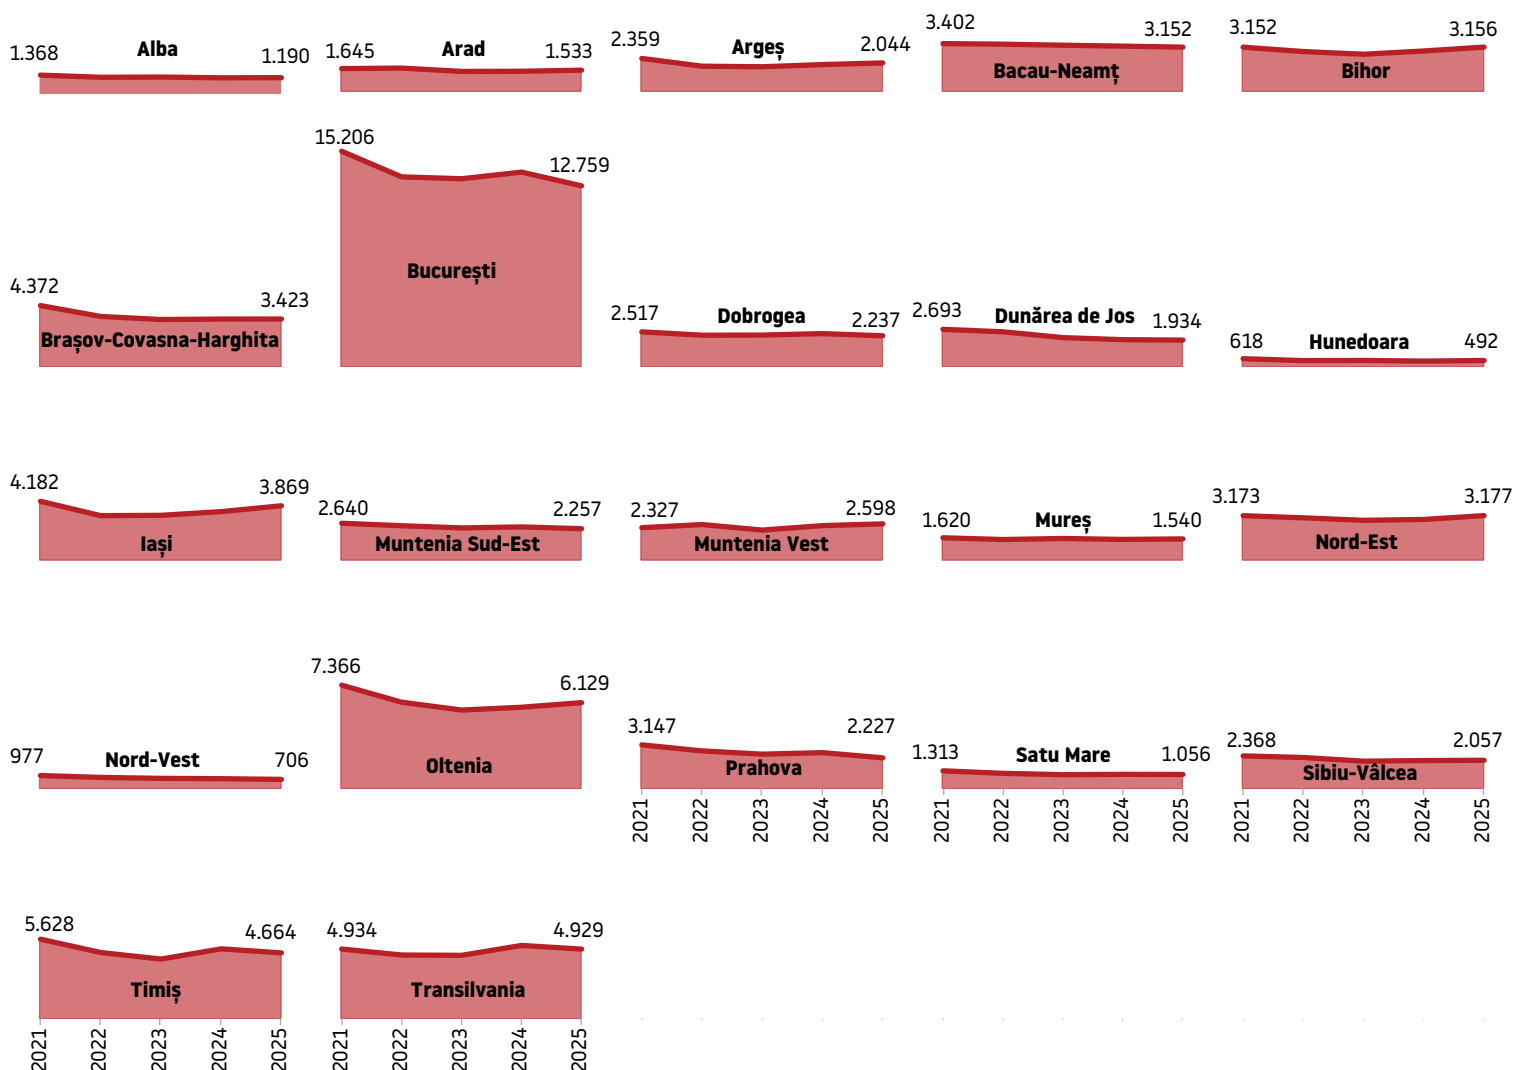 1.368 Alba 1.190
1.645 Arad 1.533
2.359 Argeș 2.044
3.402 3.152
Bacau-Neamț
3.152 3.156
Bihor
4.372 3.423
Brașov-Covasna-Harghita
15.206 12.759
București
2.517 Dobrogea 2.237
2.693 Dunărea de Jos 1.934
618 Hunedoara 492
4.182 3.869
Iași
2.640 2.257
Muntenia Sud-Est
2.327 2.598
Muntenia Vest
1.620 Mureș 1.540
3.173 3.177
Nord-Est
977 Nord-Vest 706
7.366 6.129
Oltenia
3.147 2.227
Prahova
2021 2022 2023 2024 2025
1.313 Satu Mare 1.056
2021 2022 2023 2024 2025
2.368 2.057
Sibiu-Vâlcea
2021 2022 2023 2024 2025
5.628 4.664
Timiș
2021 2022 2023 2024 2025
4.934 4.929
Transilvania
2021 2022 2023 2024 2025